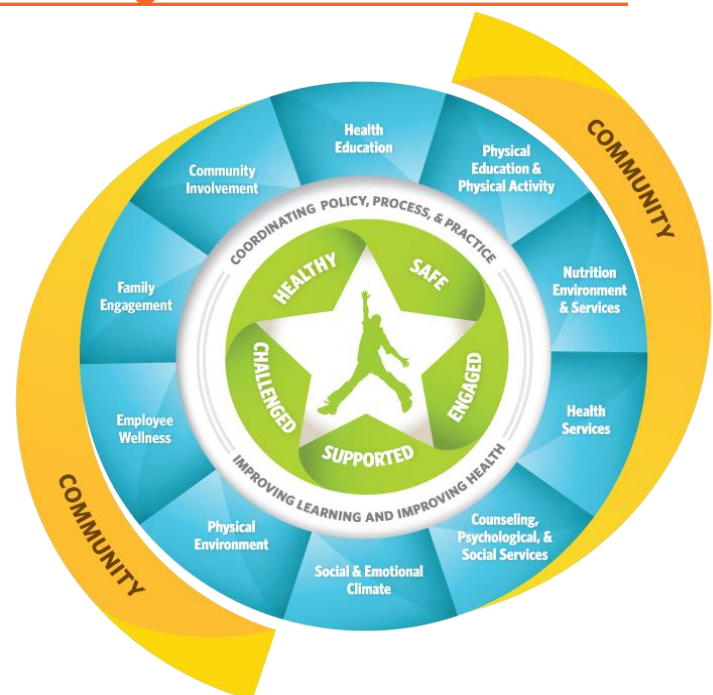 COMMUNITY
Health
Education
Physical
Education &
Physical Activity
Nutrition
Environment
& Services
Health
Services
Counseling,
Psychological, &
Social Services
Social & Emotional
Climate
Physical
Environment
Employee
Wellness
Family
Engagement
Community
Involvement
COORDINATING POLICY, PROCESS, & PRACTICE
IMPROVING LEARNING AND IMPROVING HEALTH
HEALTHY
SAFE
ENGAGED
SUPPORTED
CHALLENGED
COMMUNITY